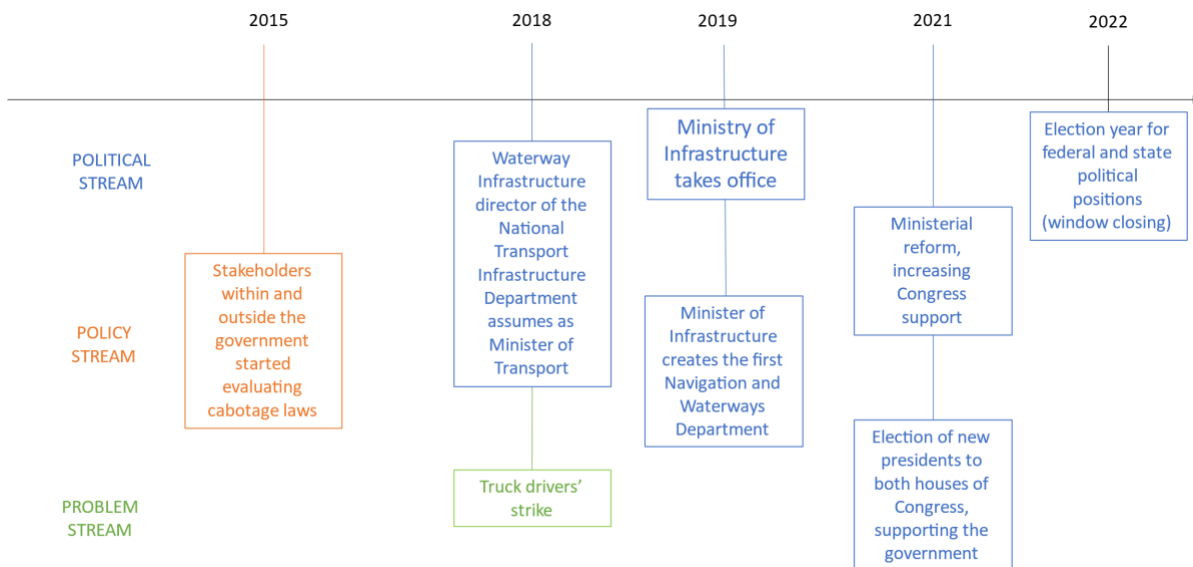 2015
2018
2019
2021
2022
POLITICAL
STREAM
POLICY
STREAM
PROBLEM
STREAM
Stakeholders
within and
outside the
government
started
evaluating
cabotage laws
Waterway
Infrastructure
director of the
National
Transport
Infrastructure
Department
assumes as
Minister of
Transport
Truck drivers’
strike
Ministry of
Infrastructure
takes office
Minister of
Infrastructure
creates the first
Navigation and
Waterways
Department
Ministerial
reform,
increasing
Congress
support
Election of new
presidents to
both houses of
Congress,
supporting the
government
Election year for
federal and state
political
positions
(window closing)